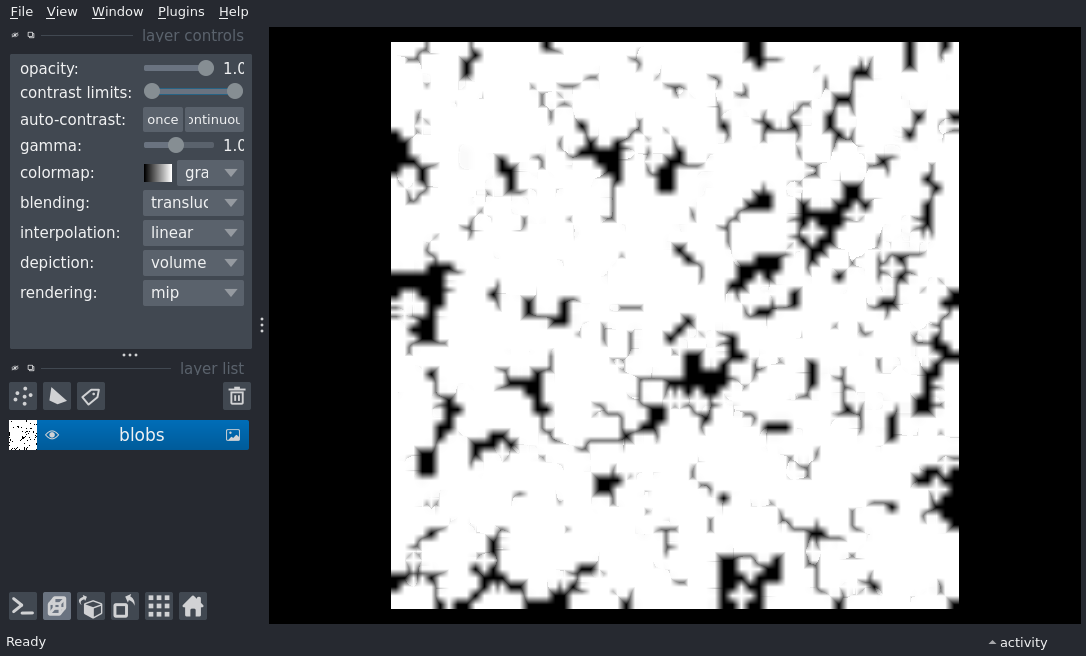 File View Window Plugins Help
layer controls
opacity: 1.0
contrast limits:
auto-contrast: once ontinuou
gamma: 1.0
colormap: gra
blending: transluc
interpolation: linear
depiction: volume
rendering: mip
layer list
blobs
Ready
activity